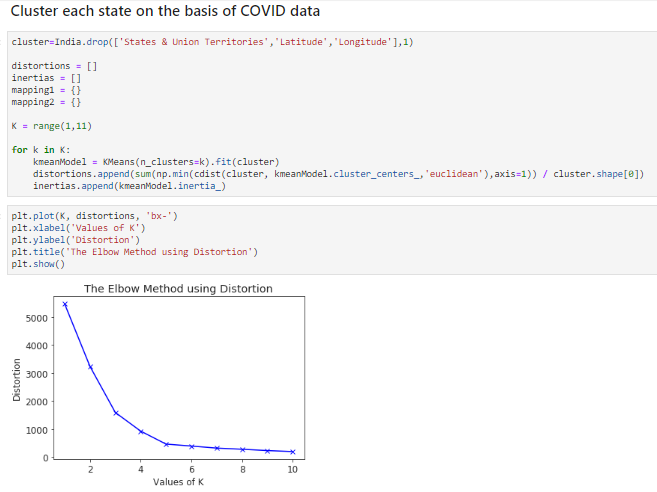 Cluster each state on the basis of COVID data
cluster=India.drop(['States & Union Territories','Latitude','Longitude'],1)
distortions = []
inertias = []
mapping1 = {}
mapping2 = {}
K = range(1,11)
for k in K:
kmeanModel = KMeans(n_clusters=k).fit(cluster)
distortions.append(sum(np.min(cdist(cluster, kmeanModel.cluster_centers_,'euclidean'),axis=1)) / cluster.shape[0])
inertias.append(kmeanModel.inertia_)
plt.plot(K, distortions, 'bx-')
plt.xlabel('Values of K')
plt.ylabel('Distortion')
plt.title('The Elbow Method using Distortion')
plt.show()
The Elbow Method using Distortion
5000
4000
3000
2000
1000
0
Distortion
2 4 6 8 10
Values of K